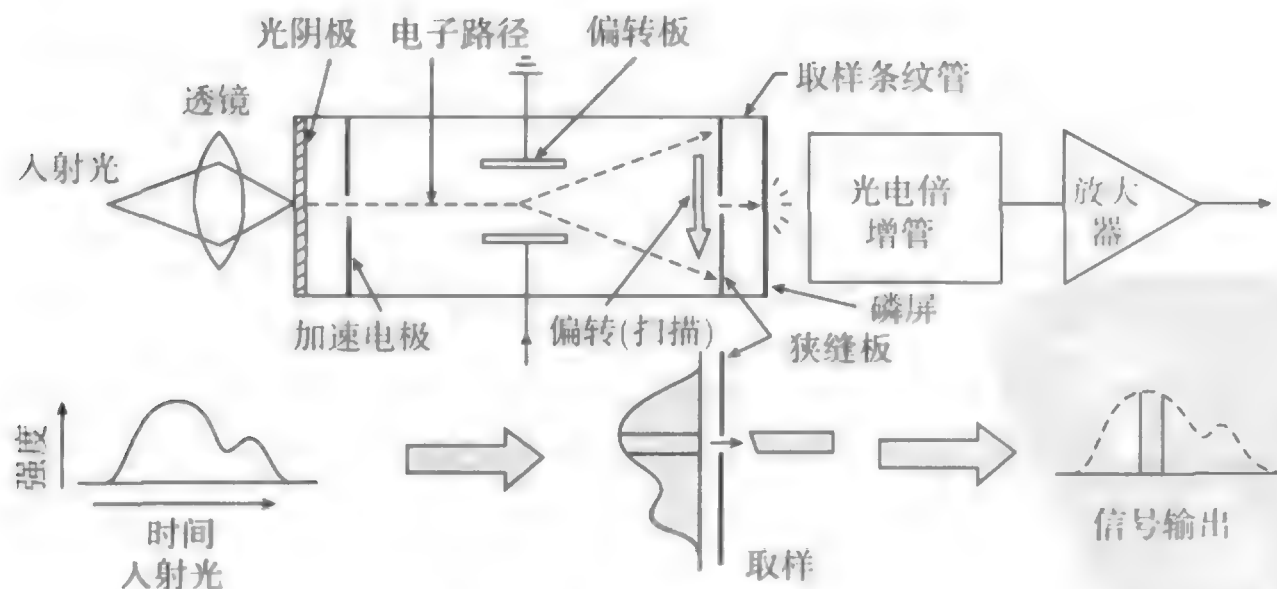 光阴极
电子路径
偏转板
取样条纹管
透镜
入射光
光电倍
增管
放大
器
加速电极
偏转(扫描)
磷屏
狭缝板
强度
时间
入射光
取样
信号输出